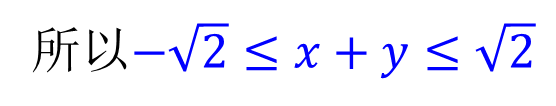 所以−√2 ≤ x + y ≤ √2